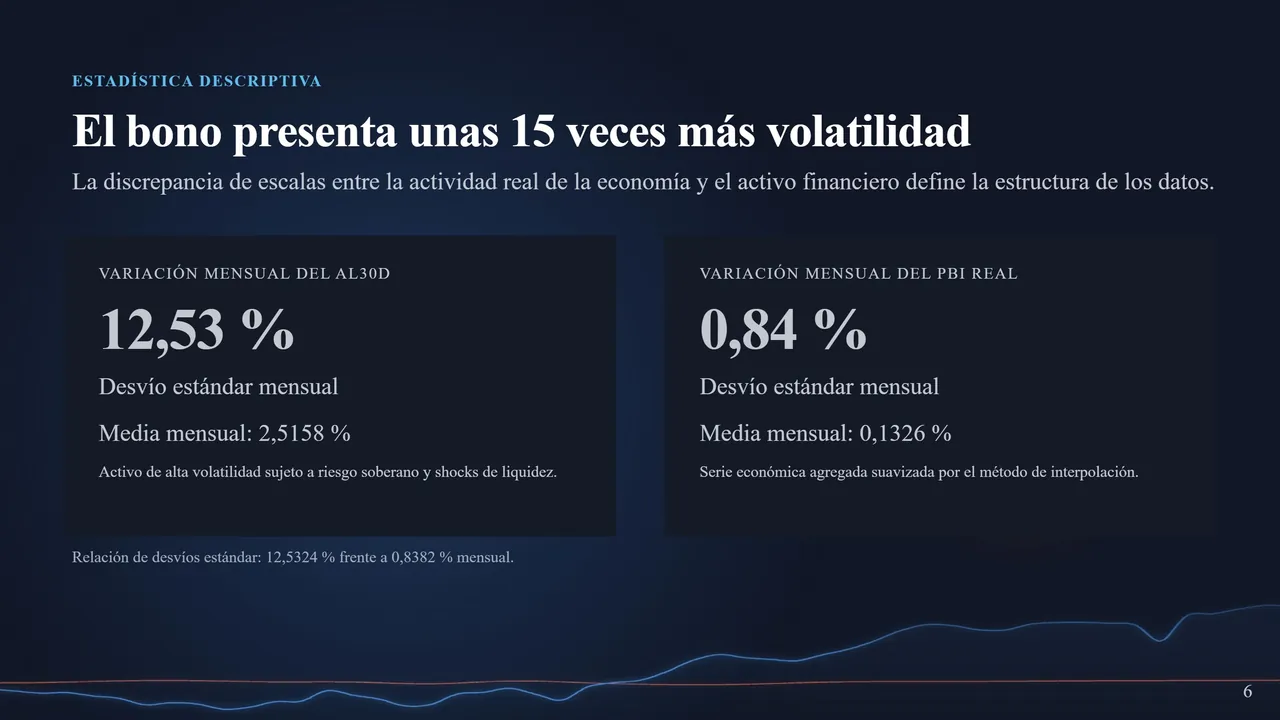 ESTADÍSTICA DESCRIPTIVA
El bono presenta unas 15 veces más volatilidad
La discrepancia de escalas entre la actividad real de la economía y el activo financiero define la estructura de los datos.
VARIACIÓN MENSUAL DEL AL30D
12,53 %
Desvío estándar mensual
Media mensual: 2,5158 %
Activo de alta volatilidad sujeto a riesgo soberano y shocks de liquidez.
VARIACIÓN MENSUAL DEL PBI REAL
0,84 %
Desvío estándar mensual
Media mensual: 0,1326 %
Serie económica agregada suavizada por el método de interpolación.
Relación de desvíos estándar: 12,5324 % frente a 0,8382 % mensual.
6